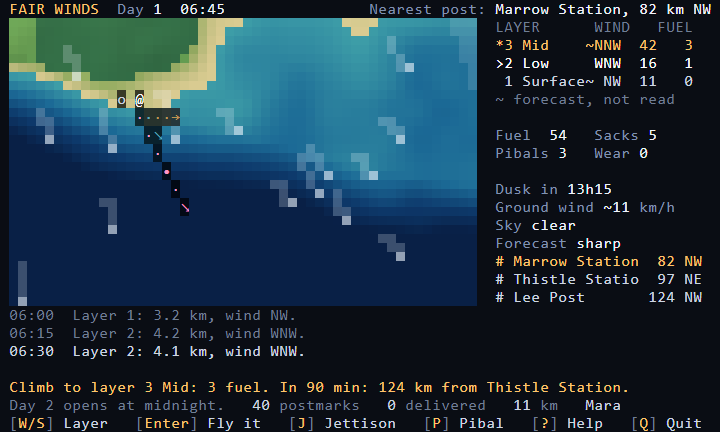 FAIR WINDS Day 1 06:45 Nearest post: Marrow Station, 82 km NW
LAYER WIND FUEL
*3 Mid ~NNW 42 3
>2 Low WNW 16 1
1 Surface~ NW 11 0
~ forecast, not read
o @
Fuel 54 Sacks 5
Pibals 3 Wear 0
Dusk in 13h15
Ground wind ~11 km/h
Sky clear
Forecast sharp
# Marrow Station 82 NW
# Thistle Statio 97 NE
# Lee Post 124 NW
06:00 Layer 1: 3.2 km, wind NW.
06:15 Layer 2: 4.2 km, wind WNW.
06:30 Layer 2: 4.1 km, wind WNW.
Climb to layer 3 Mid: 3 fuel. In 90 min: 124 km from Thistle Station.
Day 2 opens at midnight. 40 postmarks 0 delivered 11 km Mara
[W/S] Layer [Enter] Fly it [J] Jettison [P] Pibal [?] Help [Q] Quit